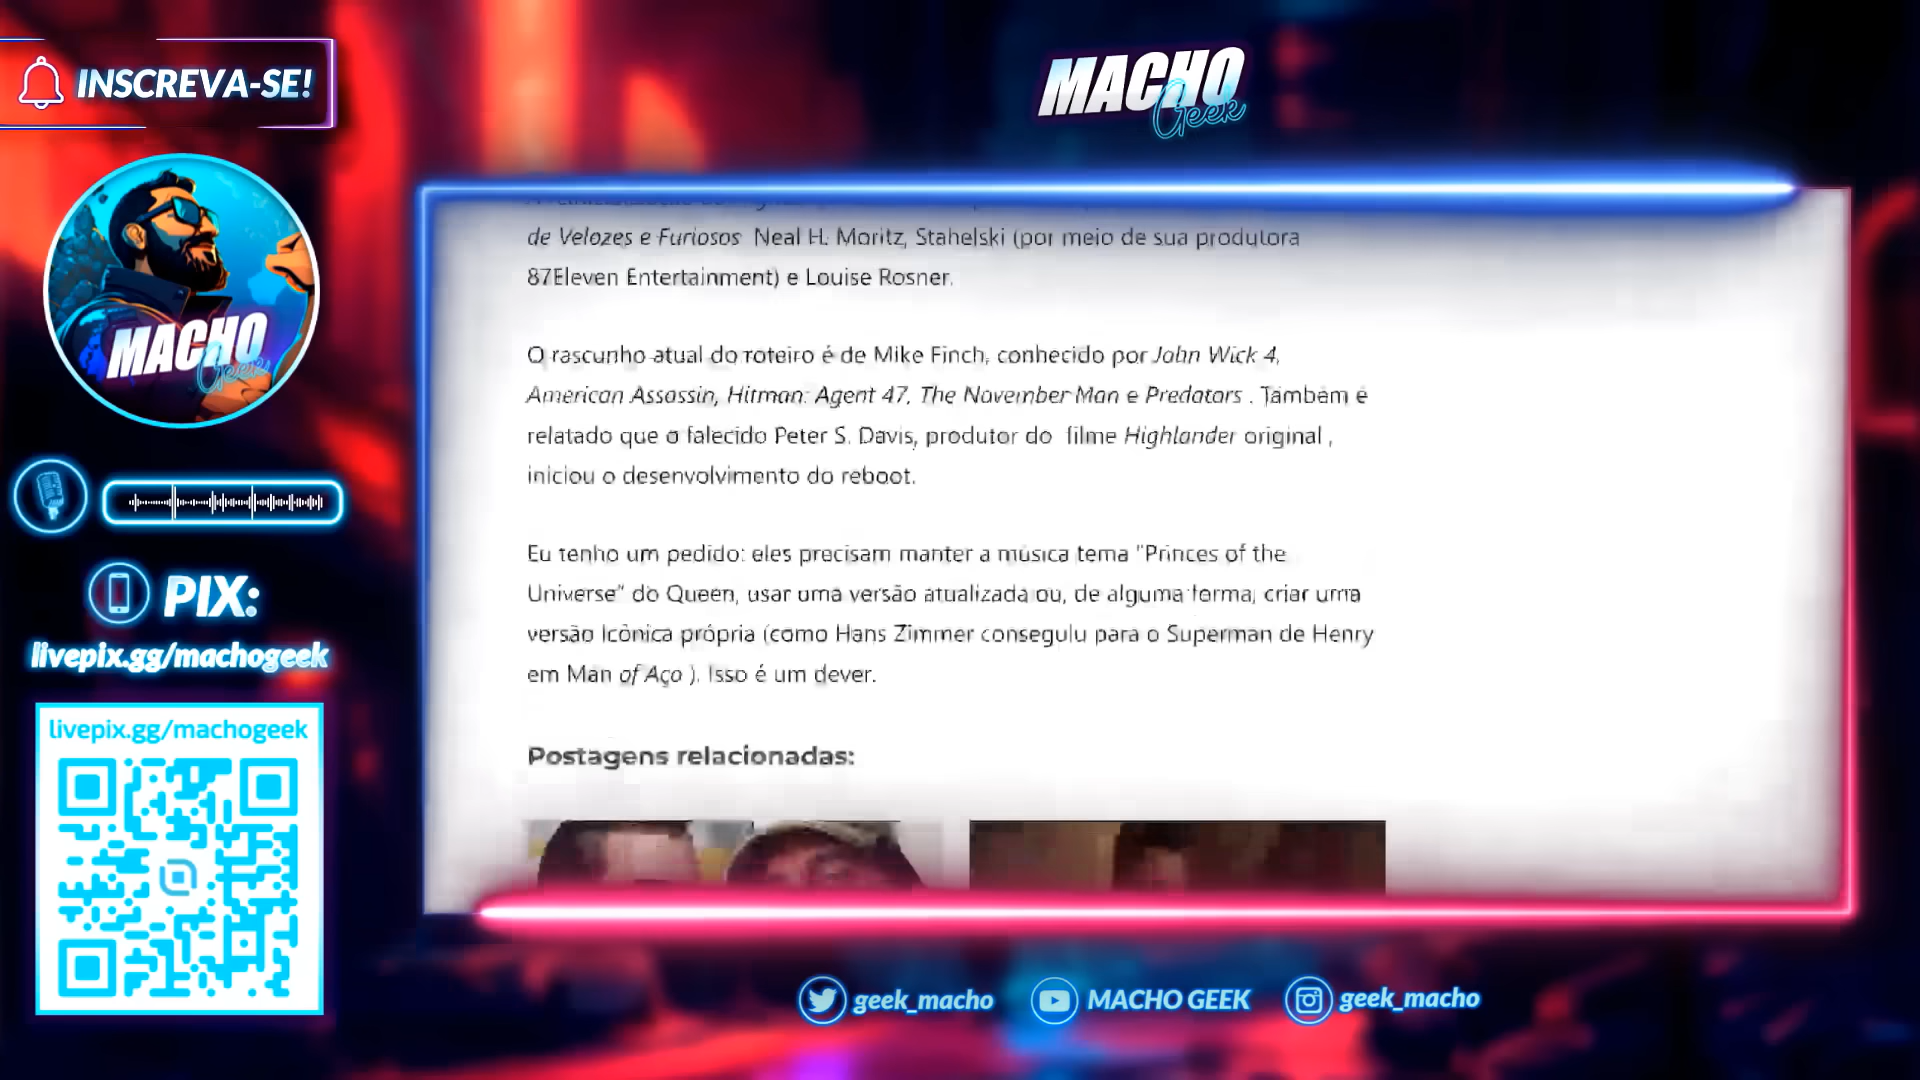 INSCREVA-SE!
MACHO
Geek
MACHO
Geek
PIX:
livepix.gg/machogeek
livepix.gg/machogeek
de Velozes e Furiosos Neal H. Moritz, Stahelski (por meio de sua produtora
87Eleven Entertainment) e Louise Rosner.
O rascunho atual do roteiro é de Mike Finch, conhecido por John Wick 4,
American Assassin, Hitman: Agent 47, The November Man e Predators . Também é
relatado que o falecido Peter S. Davis, produtor do filme Highlander original ,
iniciou o desenvolvimento do reboot.
Eu tenho um pedido: eles precisam manter a música tema "Princes of the
Universe" do Queen, usar uma versão atualizada ou, de alguma forma, criar uma
versão icônica própria (como Hans Zimmer conseguiu para o Superman de Henry
em Man of Aço ). Isso é um dever.
Postagens relacionadas:
geek_macho
MACHO GEEK
geek_macho